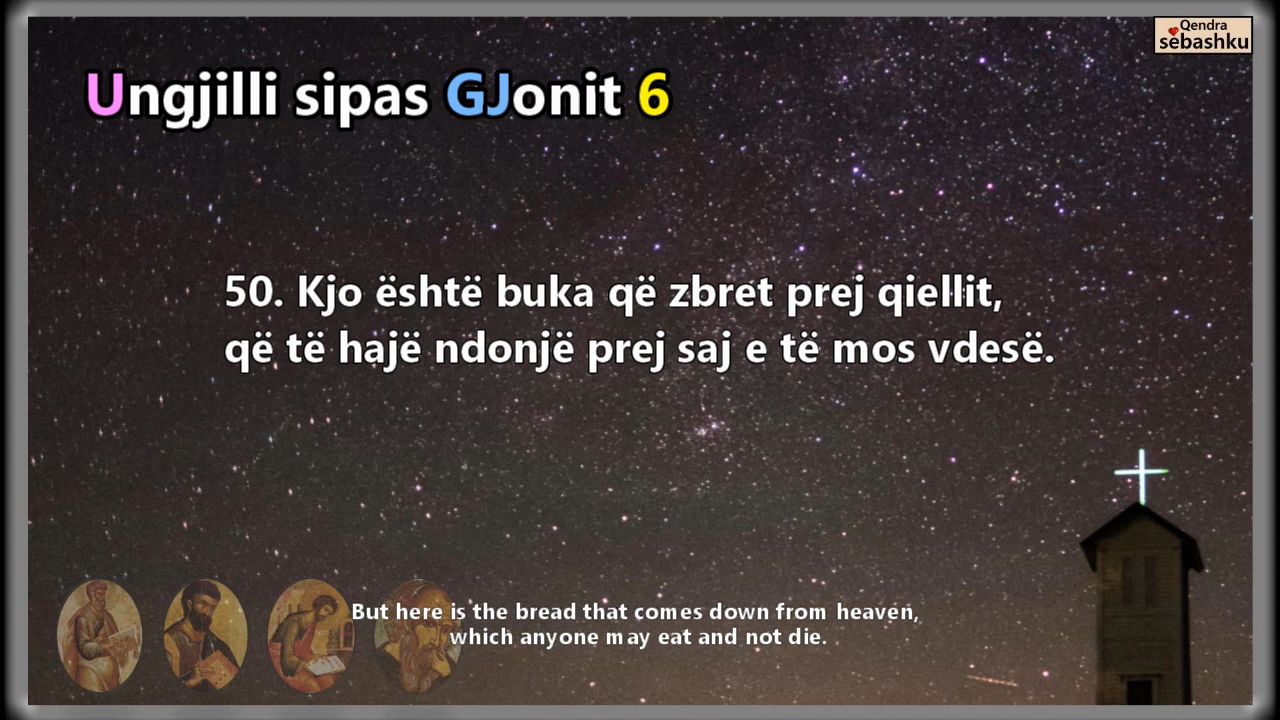 Qendra
sebashku
Ungjilli sipas GJonit 6
50. Kjo është buka që zbret prej qiellit,
që të hajë ndonjë prej saj e të mos vdesë.
But here is the bread that comes down from heaven,
which anyone may eat and not die.